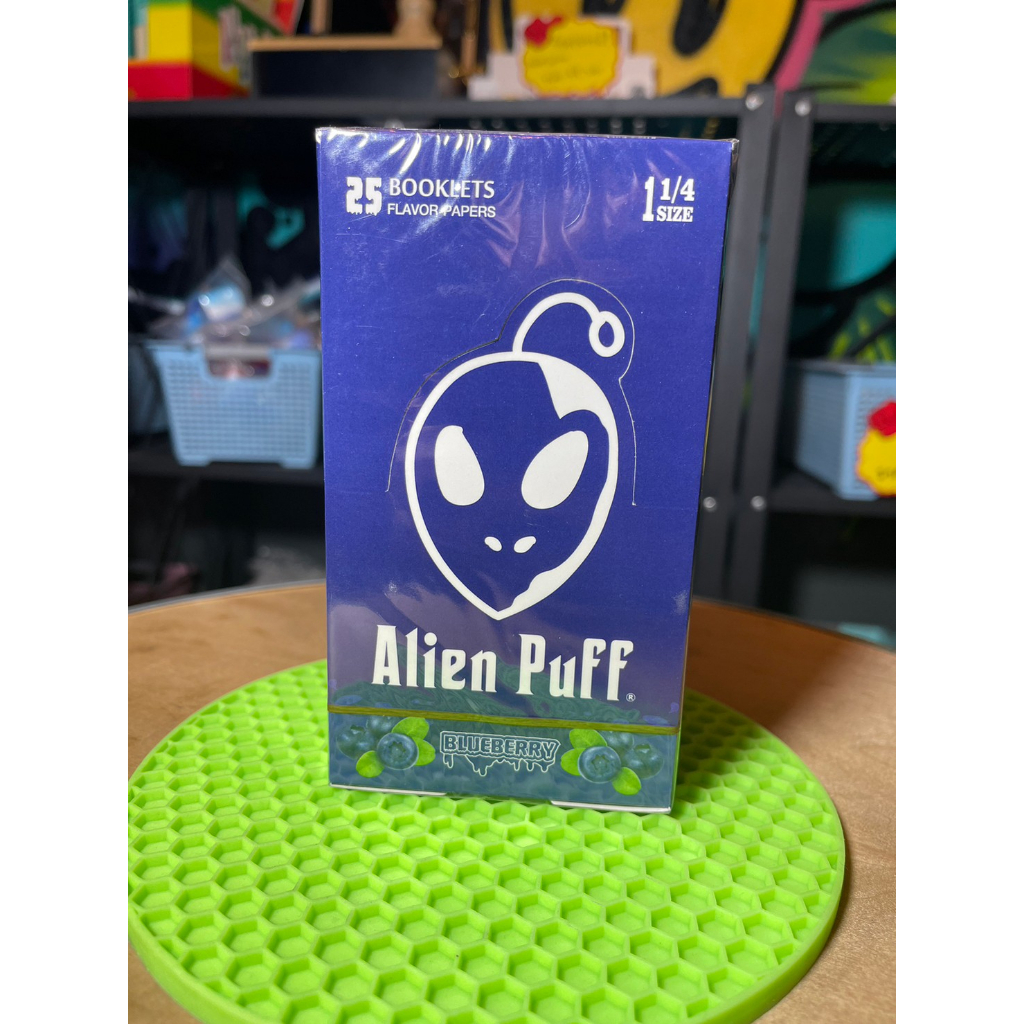 25 BOOKLETS
FLAVOR PAPERS
1 1/4
SIZE
Alien Puff ®
BLUEBERRY